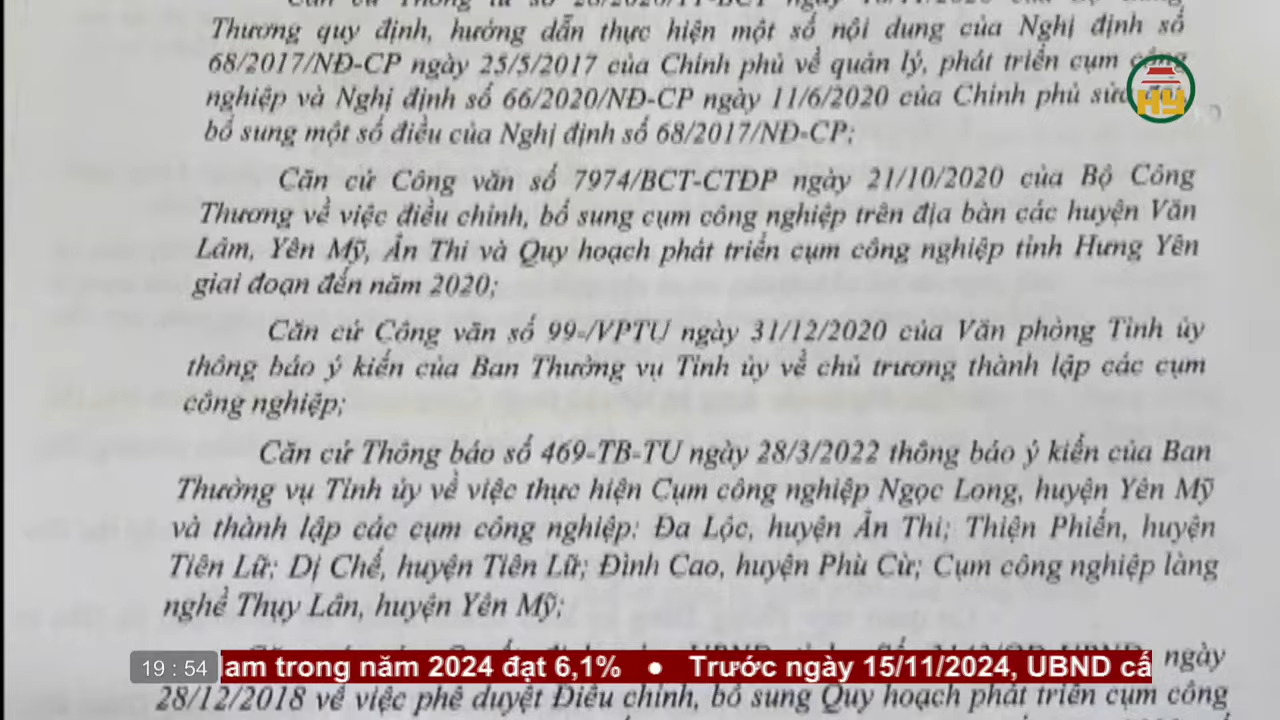 Thương quy định, hướng dẫn thực hiện một số nội dung của Nghị định số
68/2017/NĐ-CP ngày 25/5/2017 của Chính phủ về quản lý, phát triển cụm công
nghiệp và Nghị định số 66/2020/NĐ-CP ngày 11/6/2020 của Chính phủ sửa đổi,
bổ sung một số điều của Nghị định số 68/2017/NĐ-CP;
HY
Căn cứ Công văn số 7974/BCT-CTĐP ngày 21/10/2020 của Bộ Công
Thương về việc điều chỉnh, bổ sung cụm công nghiệp trên địa bàn các huyện Văn
Lâm, Yên Mỹ, Ân Thi và Quy hoạch phát triển cụm công nghiệp tỉnh Hưng Yên
giai đoạn đến năm 2020;
Căn cứ Công văn số 99-/VPTU ngày 31/12/2020 của Văn phòng Tỉnh ủy
thông báo ý kiến của Ban Thường vụ Tỉnh ủy về chủ trương thành lập các cụm
công nghiệp;
Căn cứ Thông báo số 469-TB-TU ngày 28/3/2022 thông báo ý kiến của Ban
Thường vụ Tỉnh ủy về việc thực hiện Cụm công nghiệp Ngọc Long, huyện Yên Mỹ
và thành lập các cụm công nghiệp: Đa Lộc, huyện Ân Thi; Thiện Phiến, huyện
Tiên Lữ; Dị Chế, huyện Tiên Lữ; Đình Cao, huyện Phù Cừ; Cụm công nghiệp làng
nghề Thụy Lân, huyện Yên Mỹ;
ngày
19 : 54 am trong năm 2024 đạt 6,1% ● Trước ngày 15/11/2024, UBND cấ
28/12/2018 về việc phê duyệt Điều chỉnh, bổ sung Quy hoạch phát triển cụm công